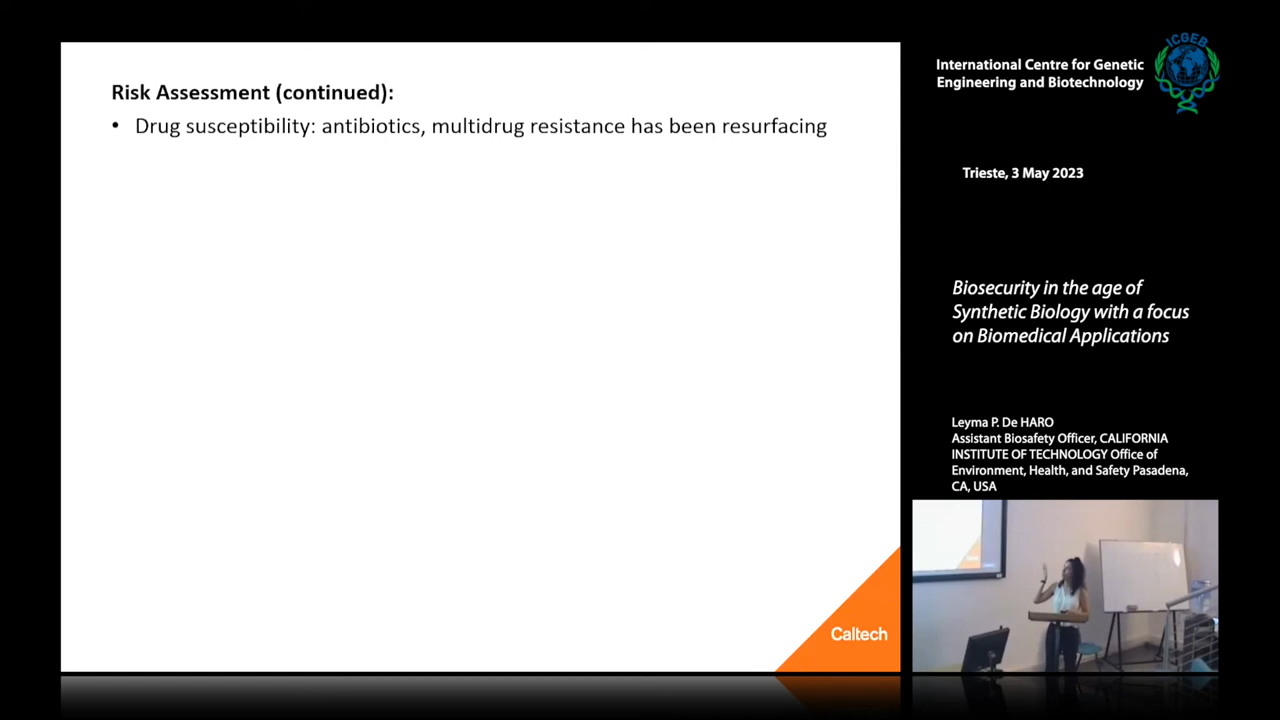 Risk Assessment (continued):
• Drug susceptibility: antibiotics, multidrug resistance has been resurfacing
Caltech
International Centre for Genetic
Engineering and Biotechnology
ICGEB
Trieste, 3 May 2023
Biosecurity in the age of
Synthetic Biology with a focus
on Biomedical Applications
Leyma P. De HARO
Assistant Biosafety Officer, CALIFORNIA
INSTITUTE OF TECHNOLOGY Office of
Environment, Health, and Safety Pasadena,
CA, USA